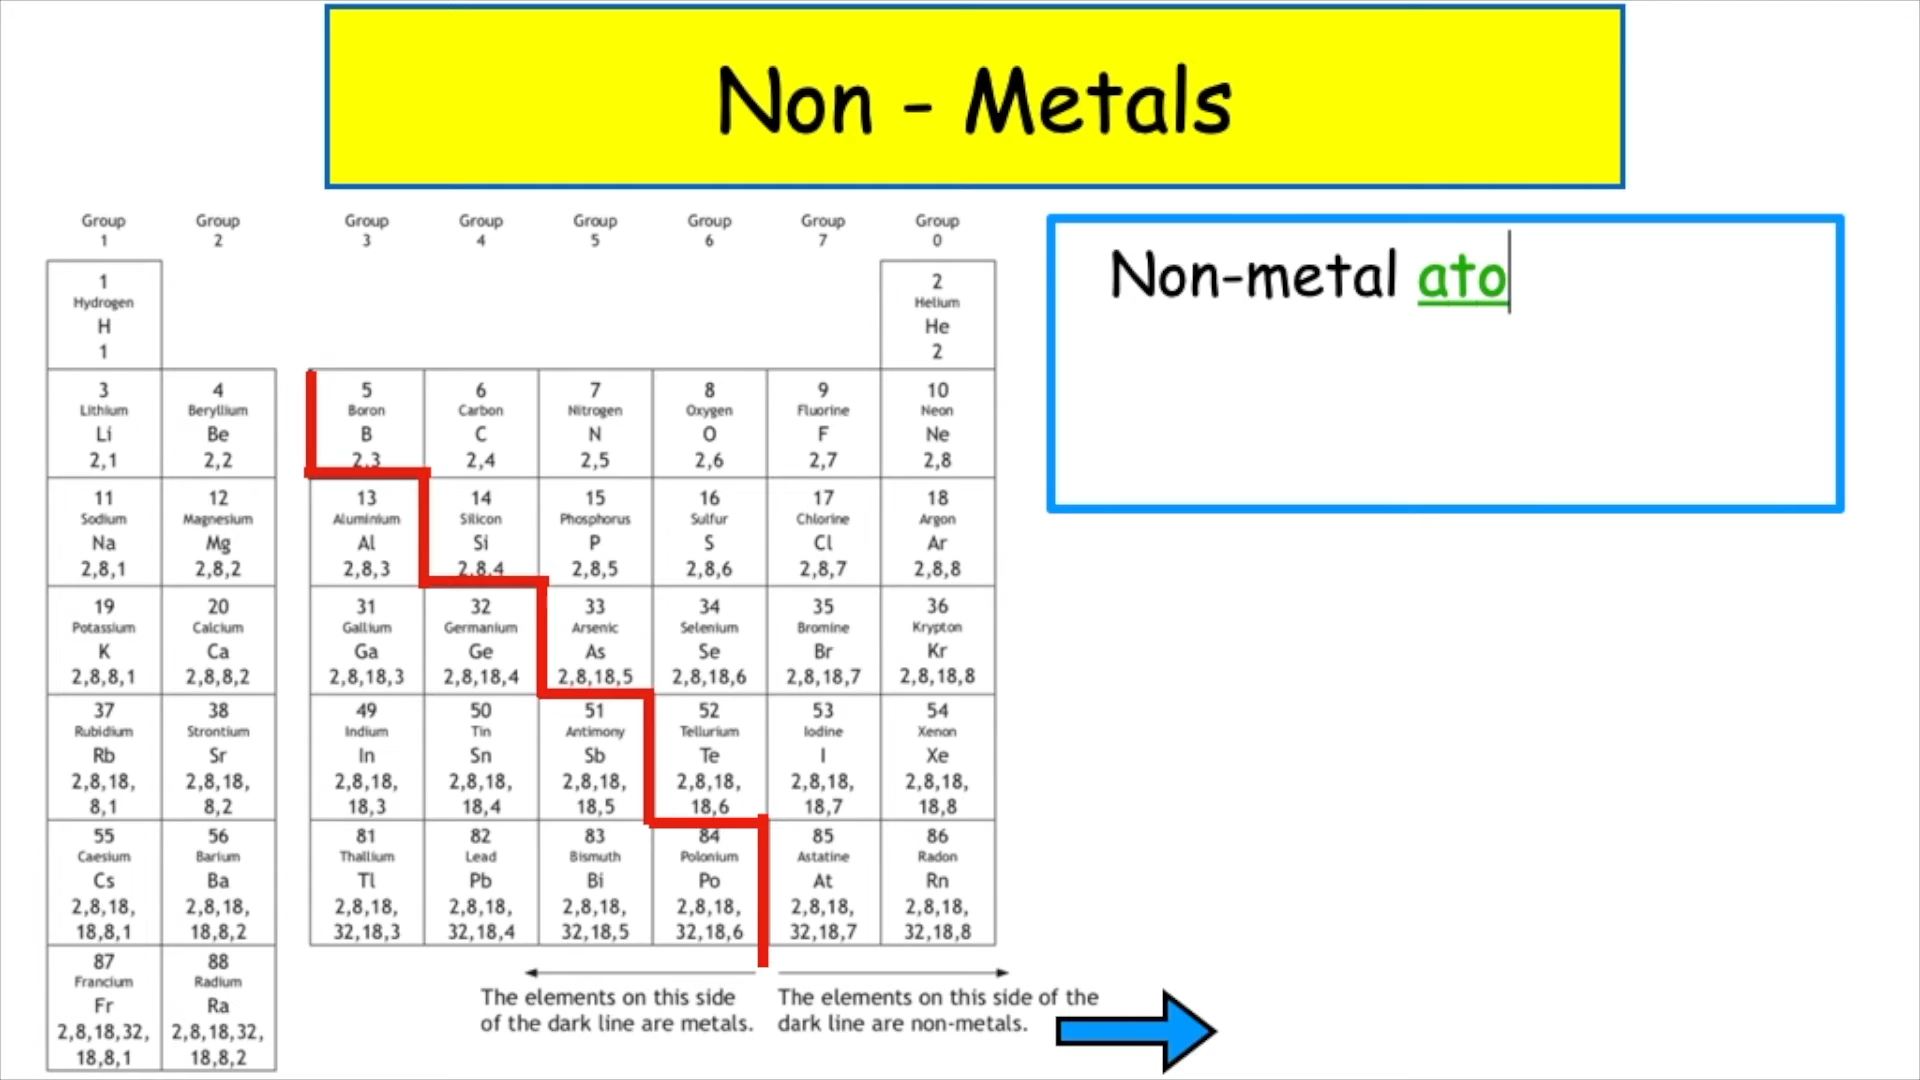 Non - Metals
Group 1
Group 2
Group 3
Group 4
Group 5
Group 6
Group 7
Group 0
1
Hydrogen
H
1
2
Helium
He
2
3
Lithium
Li
2,1
4
Beryllium
Be
2,2
5
Boron
B
2,3
6
Carbon
C
2,4
7
Nitrogen
N
2,5
8
Oxygen
O
2,6
9
Fluorine
F
2,7
10
Neon
Ne
2,8
11
Sodium
Na
2,8,1
12
Magnesium
Mg
2,8,2
13
Aluminium
Al
2,8,3
14
Silicon
Si
2,8,4
15
Phosphorus
P
2,8,5
16
Sulfur
S
2,8,6
17
Chlorine
Cl
2,8,7
18
Argon
Ar
2,8,8
19
Potassium
K
2,8,8,1
20
Calcium
Ca
2,8,8,2
31
Gallium
Ga
2,8,18,3
32
Germanium
Ge
2,8,18,4
33
Arsenic
As
2,8,18,5
34
Selenium
Se
2,8,18,6
35
Bromine
Br
2,8,18,7
36
Krypton
Kr
2,8,18,8
37
Rubidium
Rb
2,8,18,
8,1
38
Strontium
Sr
2,8,18,
8,2
49
Indium
In
2,8,18,
18,3
50
Tin
Sn
2,8,18,
18,4
51
Antimony
Sb
2,8,18,
18,5
52
Tellurium
Te
2,8,18,
18,6
53
Iodine
I
2,8,18,
18,7
54
Xenon
Xe
2,8,18,
18,8
55
Caesium
Cs
2,8,18,
18,8,1
56
Barium
Ba
2,8,18,
18,8,2
81
Thallium
Tl
2,8,18,
32,18,3
82
Lead
Pb
2,8,18,
32,18,4
83
Bismuth
Bi
2,8,18,
32,18,5
84
Polonium
Po
2,8,18,
32,18,6
85
Astatine
At
2,8,18,
32,18,7
86
Radon
Rn
2,8,18,
32,18,8
87
Francium
Fr
2,8,18,32,
18,8,1
88
Radium
Ra
2,8,18,32,
18,8,2
The elements on this side
of the dark line are metals.
The elements on this side of the
dark line are non-metals.
Non-metal ato